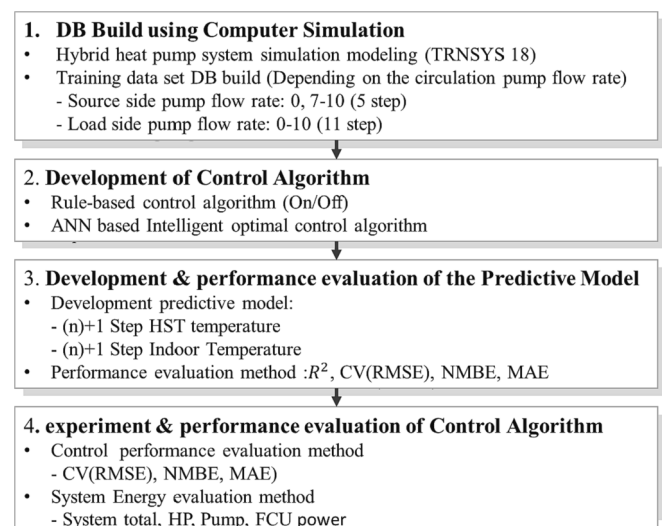 1. DB Build using Computer Simulation
• Hybrid heat pump system simulation modeling (TRNSYS 18)
• Training data set DB build (Depending on the circulation pump flow rate)
- Source side pump flow rate: 0, 7-10 (5 step)
- Load side pump flow rate: 0-10 (11 step)
2. Development of Control Algorithm
• Rule-based control algorithm (On/Off)
• ANN based Intelligent optimal control algorithm
3. Development & performance evaluation of the Predictive Model
• Development predictive model:
- (n)+1 Step HST temperature
- (n)+1 Step Indoor Temperature
• Performance evaluation method :R², CV(RMSE), NMBE, MAE
4. experiment & performance evaluation of Control Algorithm
• Control performance evaluation method
- CV(RMSE), NMBE, MAE)
• System Energy evaluation method
- System total, HP, Pump, FCU power